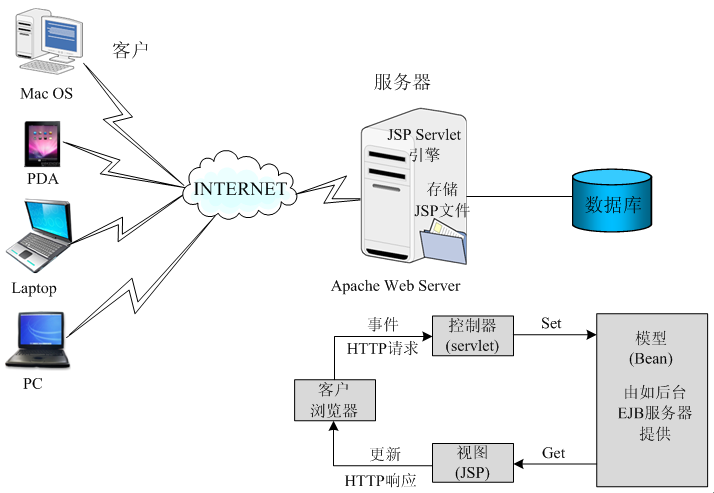 客户
Mac OS
服务器
JSP Servlet
引擎
PDA
INTERNET
存储
JSP文件
数据库
Laptop
Apache Web Server
PC
事件
HTTP请求
控制器
(servlet)
Set
模型
(Bean)
由如后台
EJB服务器
提供
客户
浏览器
更新
HTTP响应
视图
(JSP)
Get